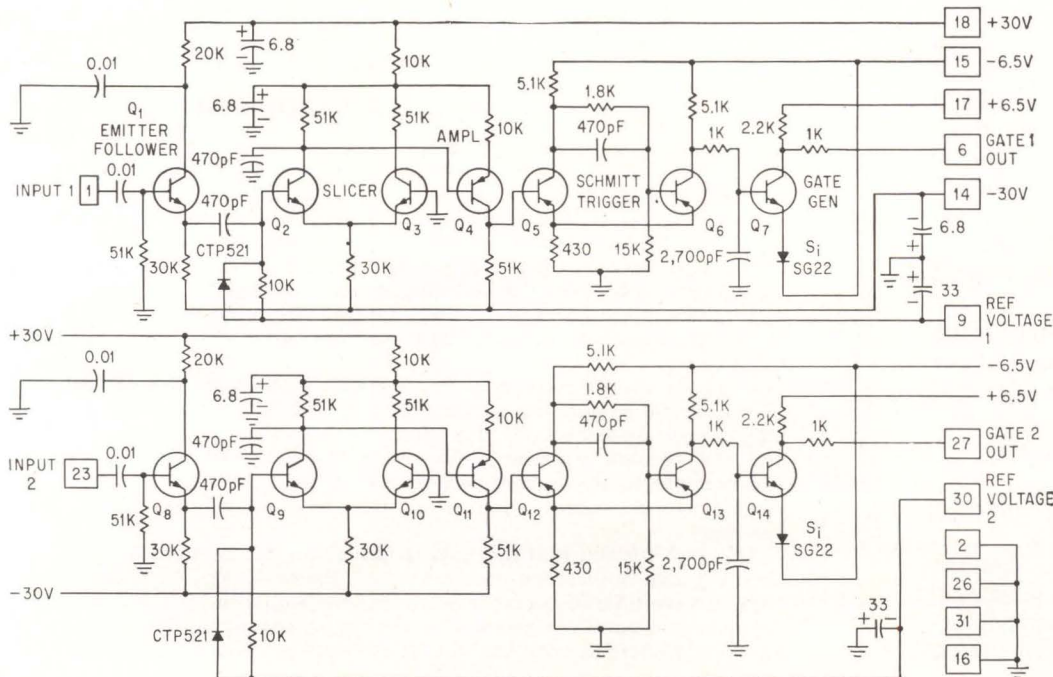 18 +30V
20K
+
6.8
10K
0.01
15 -6.5V
5.1K
1.8K
5.1K
17 +6.5V
Q1
EMITTER
FOLLOWER
6.8
+
-
51K
51K
10K
470pF
1K
2.2K
1K
6 GATE 1
OUT
470pF
AMPL
0.01
INPUT 1 1
SLICER
SCHMITT
TRIGGER
GATE
GEN
14 -30V
470pF
Q2
Q3
Q4
Q5
Q6
Q7
6.8
-
+
CTP521
51K
30K
10K
30K
51K
430
15K
2,700pF
Si
SG22
+
-
33
9 REF
VOLTAGE
1
+30V
0.01
20K
10K
5.1K
-6.5V
6.8
+
-
51K
51K
10K
1.8K
5.1K
+6.5V
470pF
470pF
1K
2.2K
1K
27 GATE 2
OUT
INPUT
2
23
0.01
470pF
Q8
Q9
Q10
Q11
Q12
Q13
Q14
30 REF
VOLTAGE
2
51K
30K
30K
51K
430
15K
2,700pF
Si
SG22
2
-30V
26
CTP521
10K
33
+
-
31
16